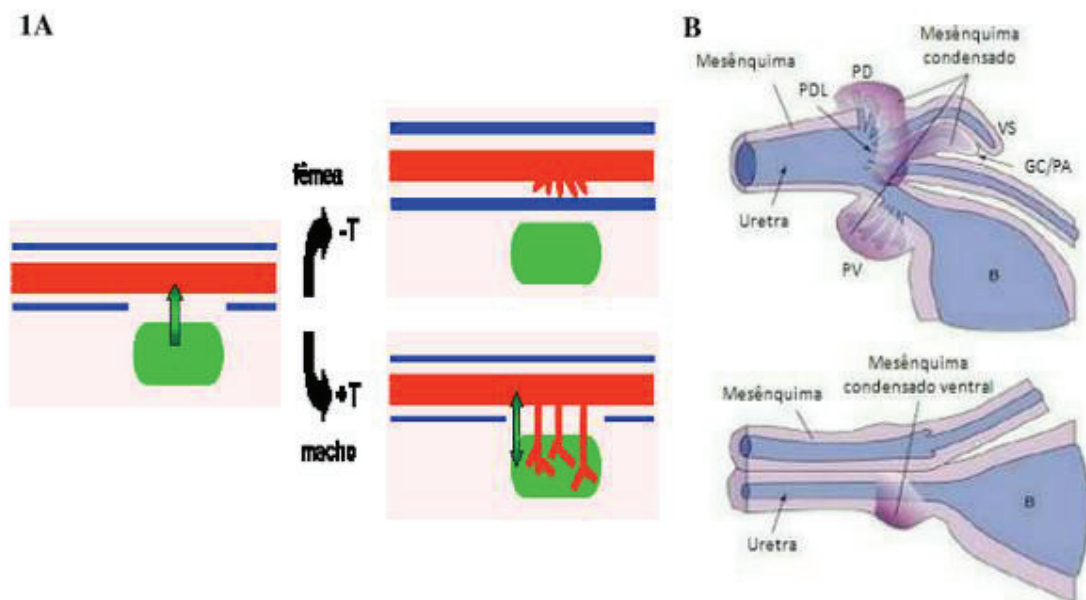 1A
fêmea
-T
+T
macho
B
Mesênquima
condensado
Mesênquima
PD
PDL
VS
GC/PA
Uretra
PV
B
Mesênquima
condensado ventral
Mesênquima
B
Uretra